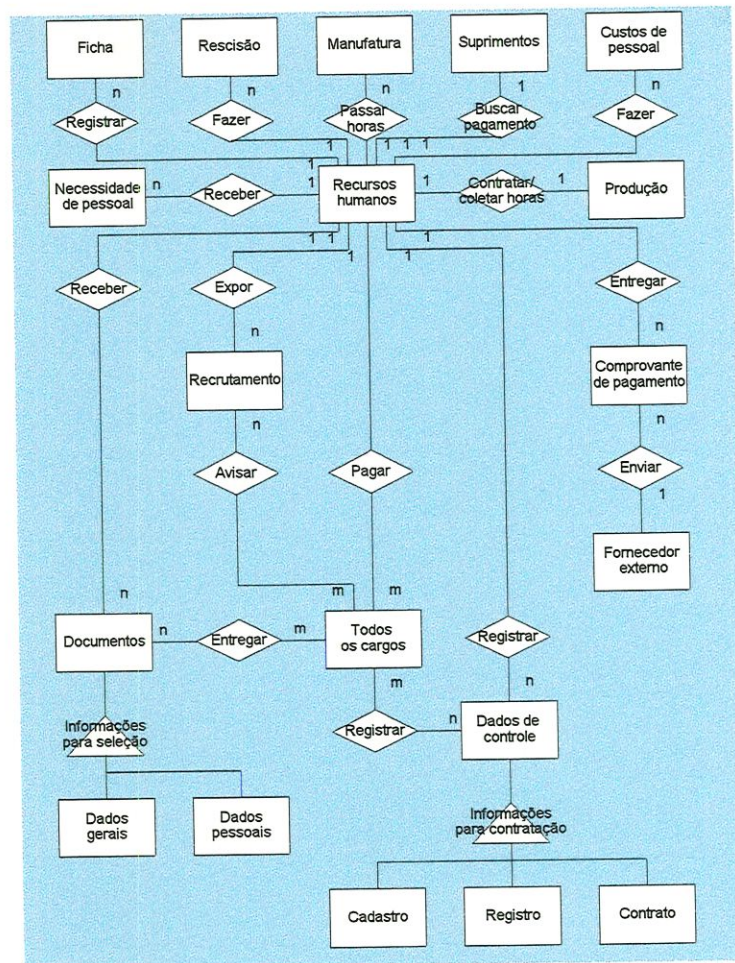 Ficha
Rescisão
Manufatura
Suprimentos
Custos de
pessoal
n
n
n
1
n
Registrar
Fazer
Passar
horas
Buscar
pagamento
Fazer
1
1
1
1
1
1
Necessidade
de pessoal
n
Receber
1
Recursos
humanos
1
Contratar/
coletar horas
1
Produção
1
1
1
1
1
1
Receber
Expor
Entregar
n
n
Recrutamento
Comprovante
de pagamento
n
n
Avisar
Pagar
Enviar
1
Fornecedor
externo
n
m
m
Documentos
n
Entregar
m
Todos
os cargos
Registrar
m
n
Informações
para seleção
Registrar
n
Dados de
controle
Dados
gerais
Dados
pessoais
Informações
para contratação
Cadastro
Registro
Contrato